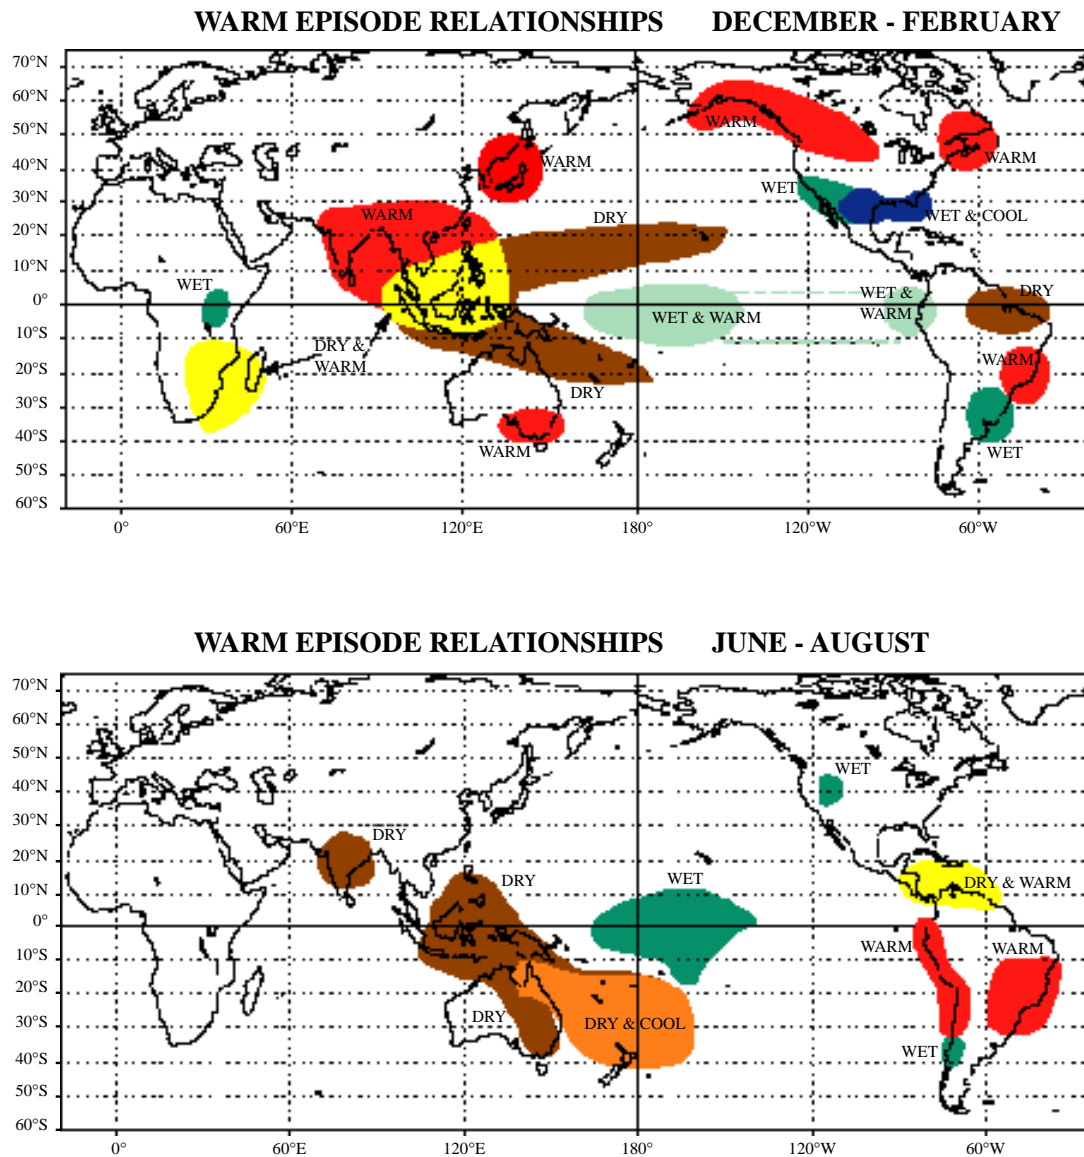 WARM EPISODE RELATIONSHIPS DECEMBER - FEBRUARY
70°N
60°N
50°N
40°N
30°N
20°N
10°N
0°
10°S
20°S
30°S
40°S
50°S
60°S
WARM
WARM
WARM
WARM
WET
WET & COOL
DRY
WET
WET & WARM
WET &
WARM
DRY
DRY &
WARM
WARM
DRY
WARM
WET
0°
60°E
120°E
180°
120°W
60°W
WARM EPISODE RELATIONSHIPS JUNE - AUGUST
70°N
60°N
50°N
40°N
30°N
20°N
10°N
0°
10°S
20°S
30°S
40°S
50°S
60°S
WET
DRY
DRY
WET
DRY & WARM
WARM
WARM
DRY
DRY & COOL
WET
0°
60°E
120°E
180°
120°W
60°W